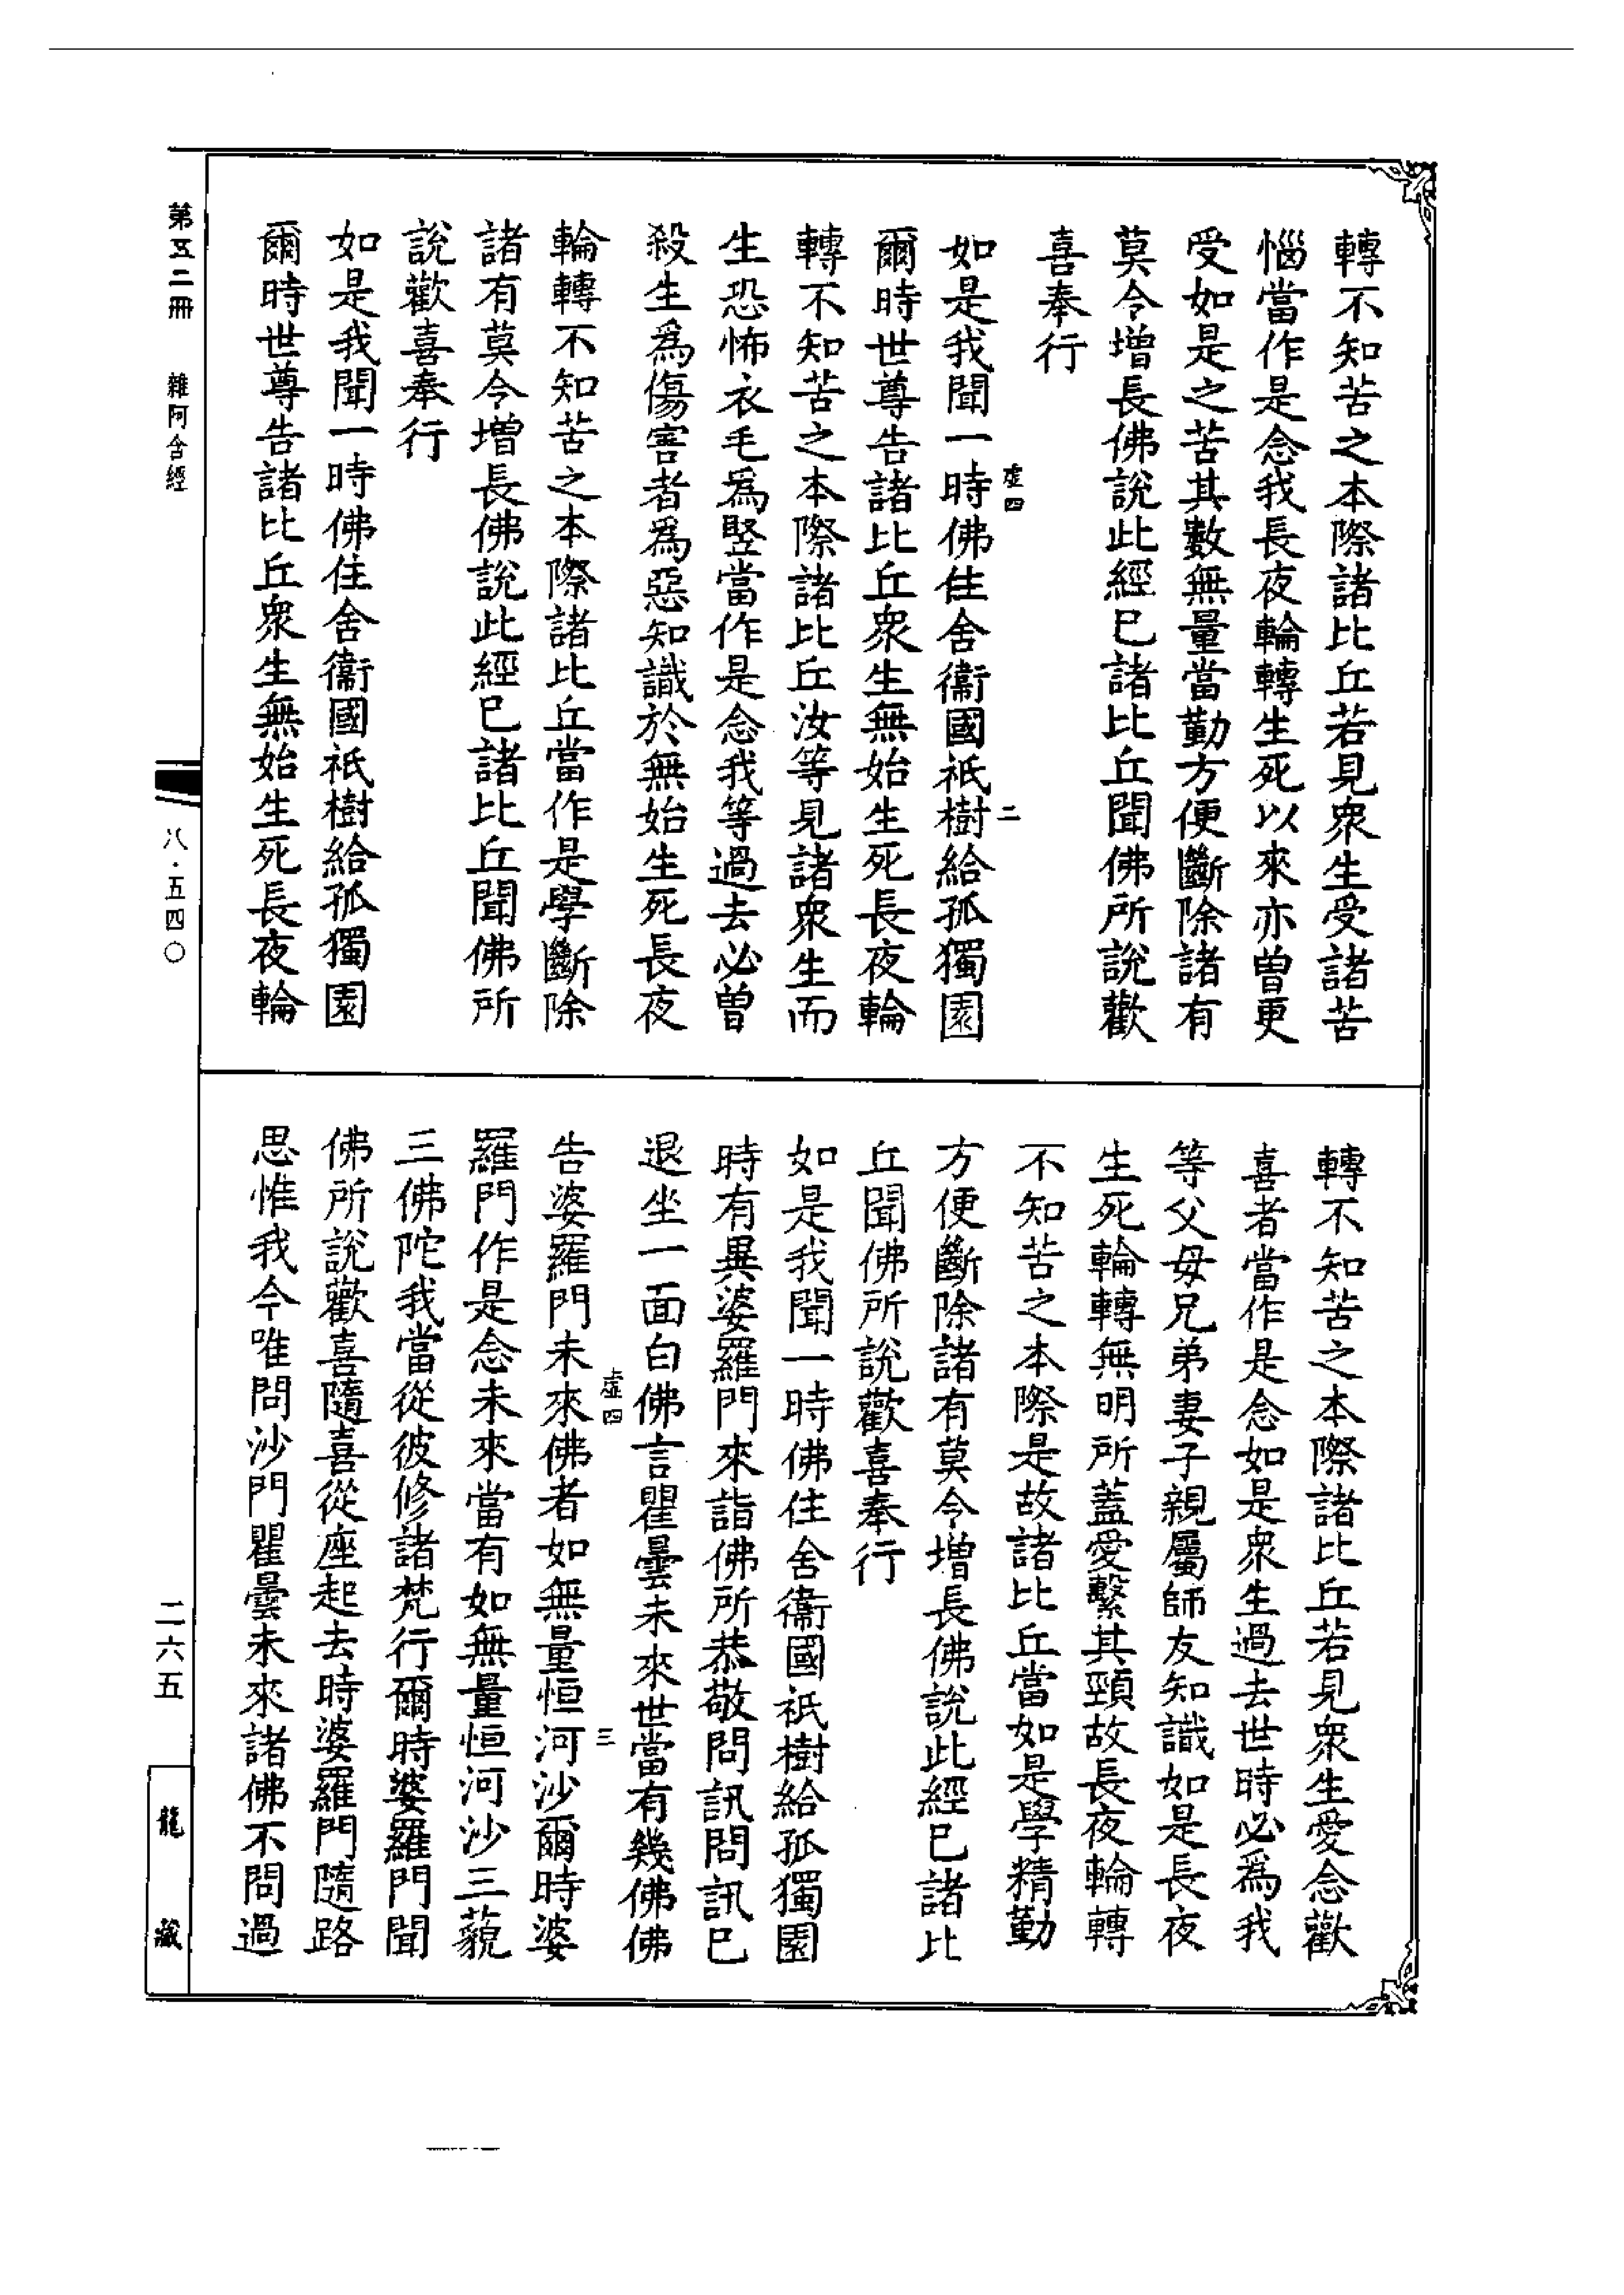 轉不知苦之本際諸比丘若見衆生受諸苦
惱當作是念我長夜輪轉生死以來亦曽更
受如是之苦其數無量當勤方便斷除諸有
莫令增長佛說此經已諸比丘聞佛所說歡
喜奉行
虛四
二
如是我聞一時佛住舍衞國祇樹給孤獨園
爾時世尊告諸比丘衆生無始生死長夜輪
轉不知苦之本際諸比丘汝等見諸衆生而
生恐怖衣毛爲竪當作是念我等過去必曽
殺生爲傷害者爲惡知識於無始生死長夜
輪轉不知苦之本際諸比丘當作是學斷除
諸有莫令增長佛說此經已諸比丘聞佛所
說歡喜奉行
如是我聞一時佛住舍衞國祇樹給孤獨園
爾時世尊告諸比丘衆生無始生死長夜輪
轉不知苦之本際諸比丘若見衆生愛念歡
喜者當作是念如是衆生過去世時必爲我
等父母兄弟妻子親屬師友知識如是長夜
生死輪轉無明所蓋愛繫其頸故長夜輪轉
不知苦之本際是故諸比丘當如是學精勤
方便斷除諸有莫令增長佛說此經已諸比
丘聞佛所說歡喜奉行
如是我聞一時佛住舍衞國祇樹給孤獨園
時有異婆羅門來詣佛所恭敬問訊問訊已
退坐一面白佛言瞿曇未來世當有幾佛佛
虛四
三
告婆羅門未來佛者如無量恒河沙爾時婆
羅門作是念未來當有如無量恒河沙三藐
三佛陀我當從彼修諸梵行爾時婆羅門聞
佛所說歡喜隨喜從座起去時婆羅門隨路
思惟我今唯問沙門瞿曇未來諸佛不問過
第五二冊 雜阿含經
八·五四〇
二六五
龍藏